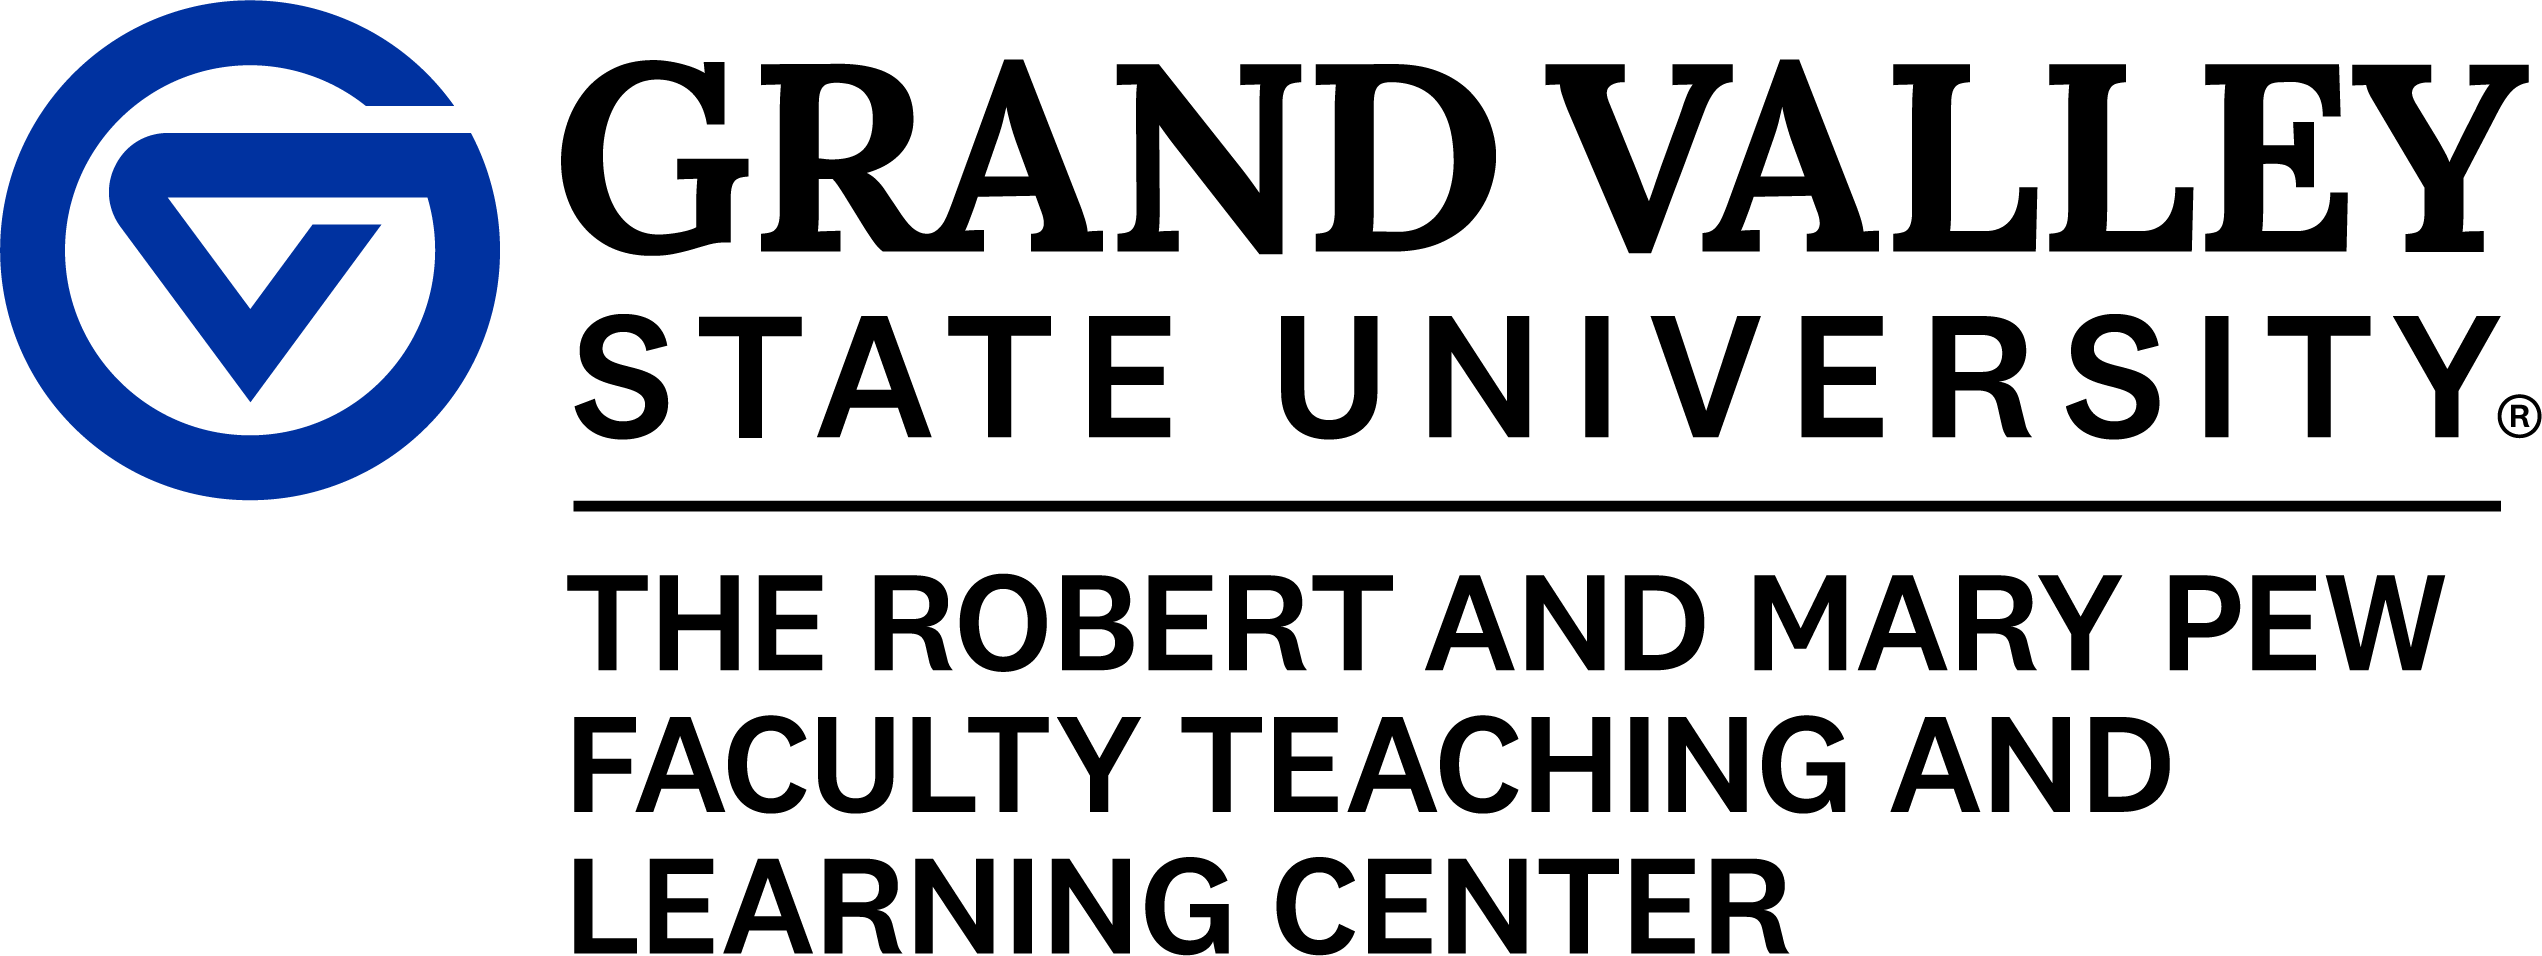 GRAND VALLEY
STATE UNIVERSITY®
THE ROBERT AND MARY PEW
FACULTY TEACHING AND
LEARNING CENTER